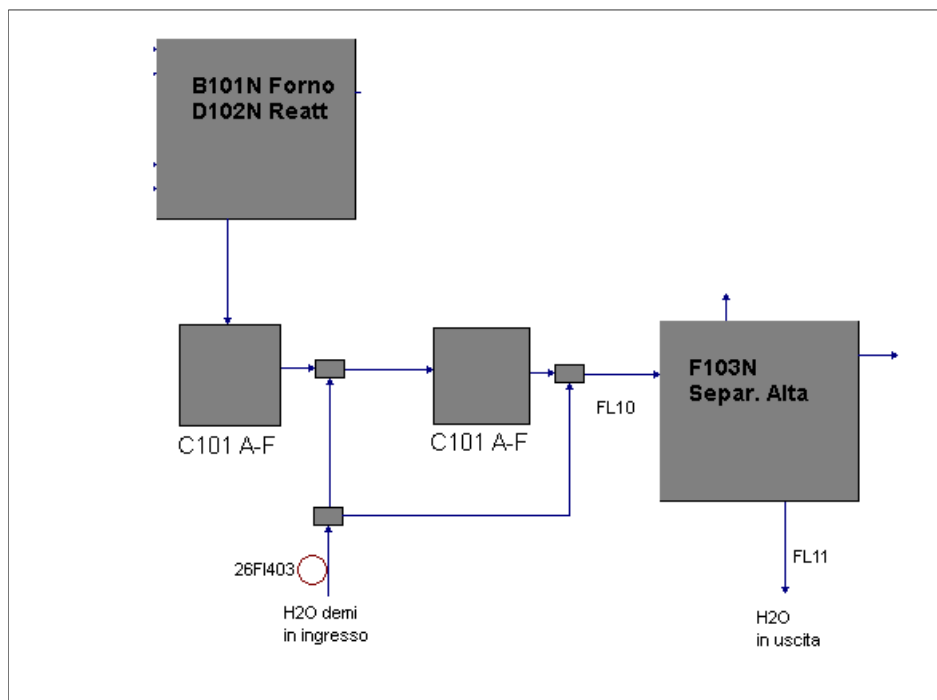 B101N Forno
D102N Reatt
F103N
Separ. Alta
FL10
C101 A-F
C101 A-F
FL11
26FI403
H2O demi
in ingresso
H2O
in uscita